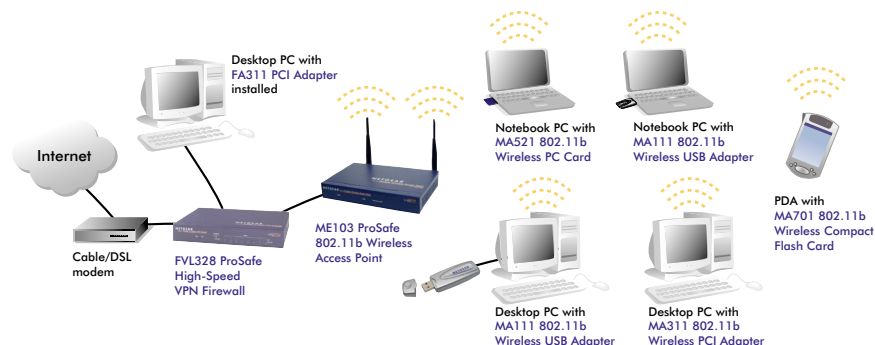 Desktop PC with
FA311 PCI Adapter
installed
Internet
Cable/DSL
modem
NETGEAR
FVL328 ProSafe
High-Speed
VPN Firewall
NETGEAR
ME103 ProSafe
802.11b Wireless
Access Point
Notebook PC with
MA521 802.11b
Wireless PC Card
Notebook PC with
MA111 802.11b
Wireless USB Adapter
PDA with
MA701 802.11b
Wireless Compact
Flash Card
NETGEAR
Desktop PC with
MA111 802.11b
Wireless USB Adapter
Desktop PC with
MA311 802.11b
Wireless PCI Adapter